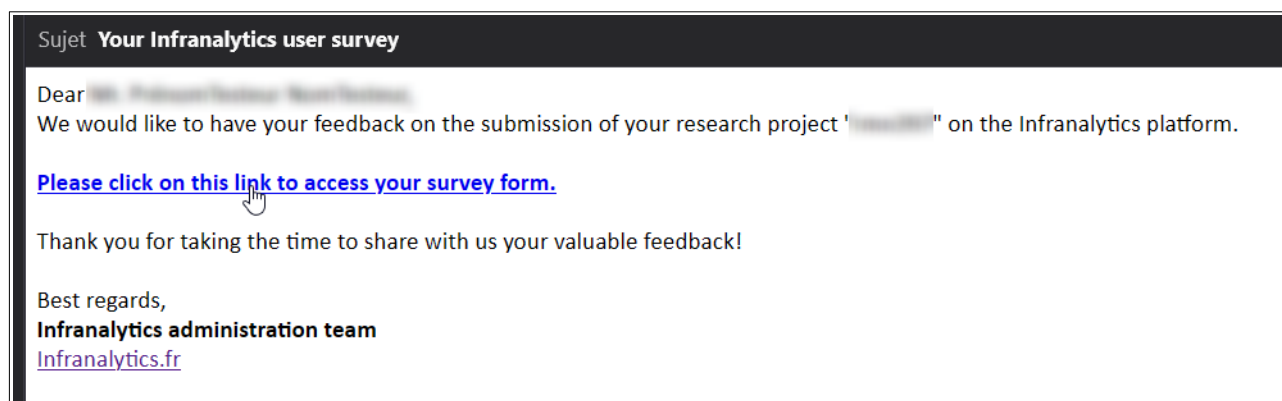 Sujet Your Infranalytics user survey
Dear
We would like to have your feedback on the submission of your research project '" on the Infranalytics platform.
Please click on this link to access your survey form.
Thank you for taking the time to share with us your valuable feedback!
Best regards,
Infranalytics administration team
Infranalytics.fr